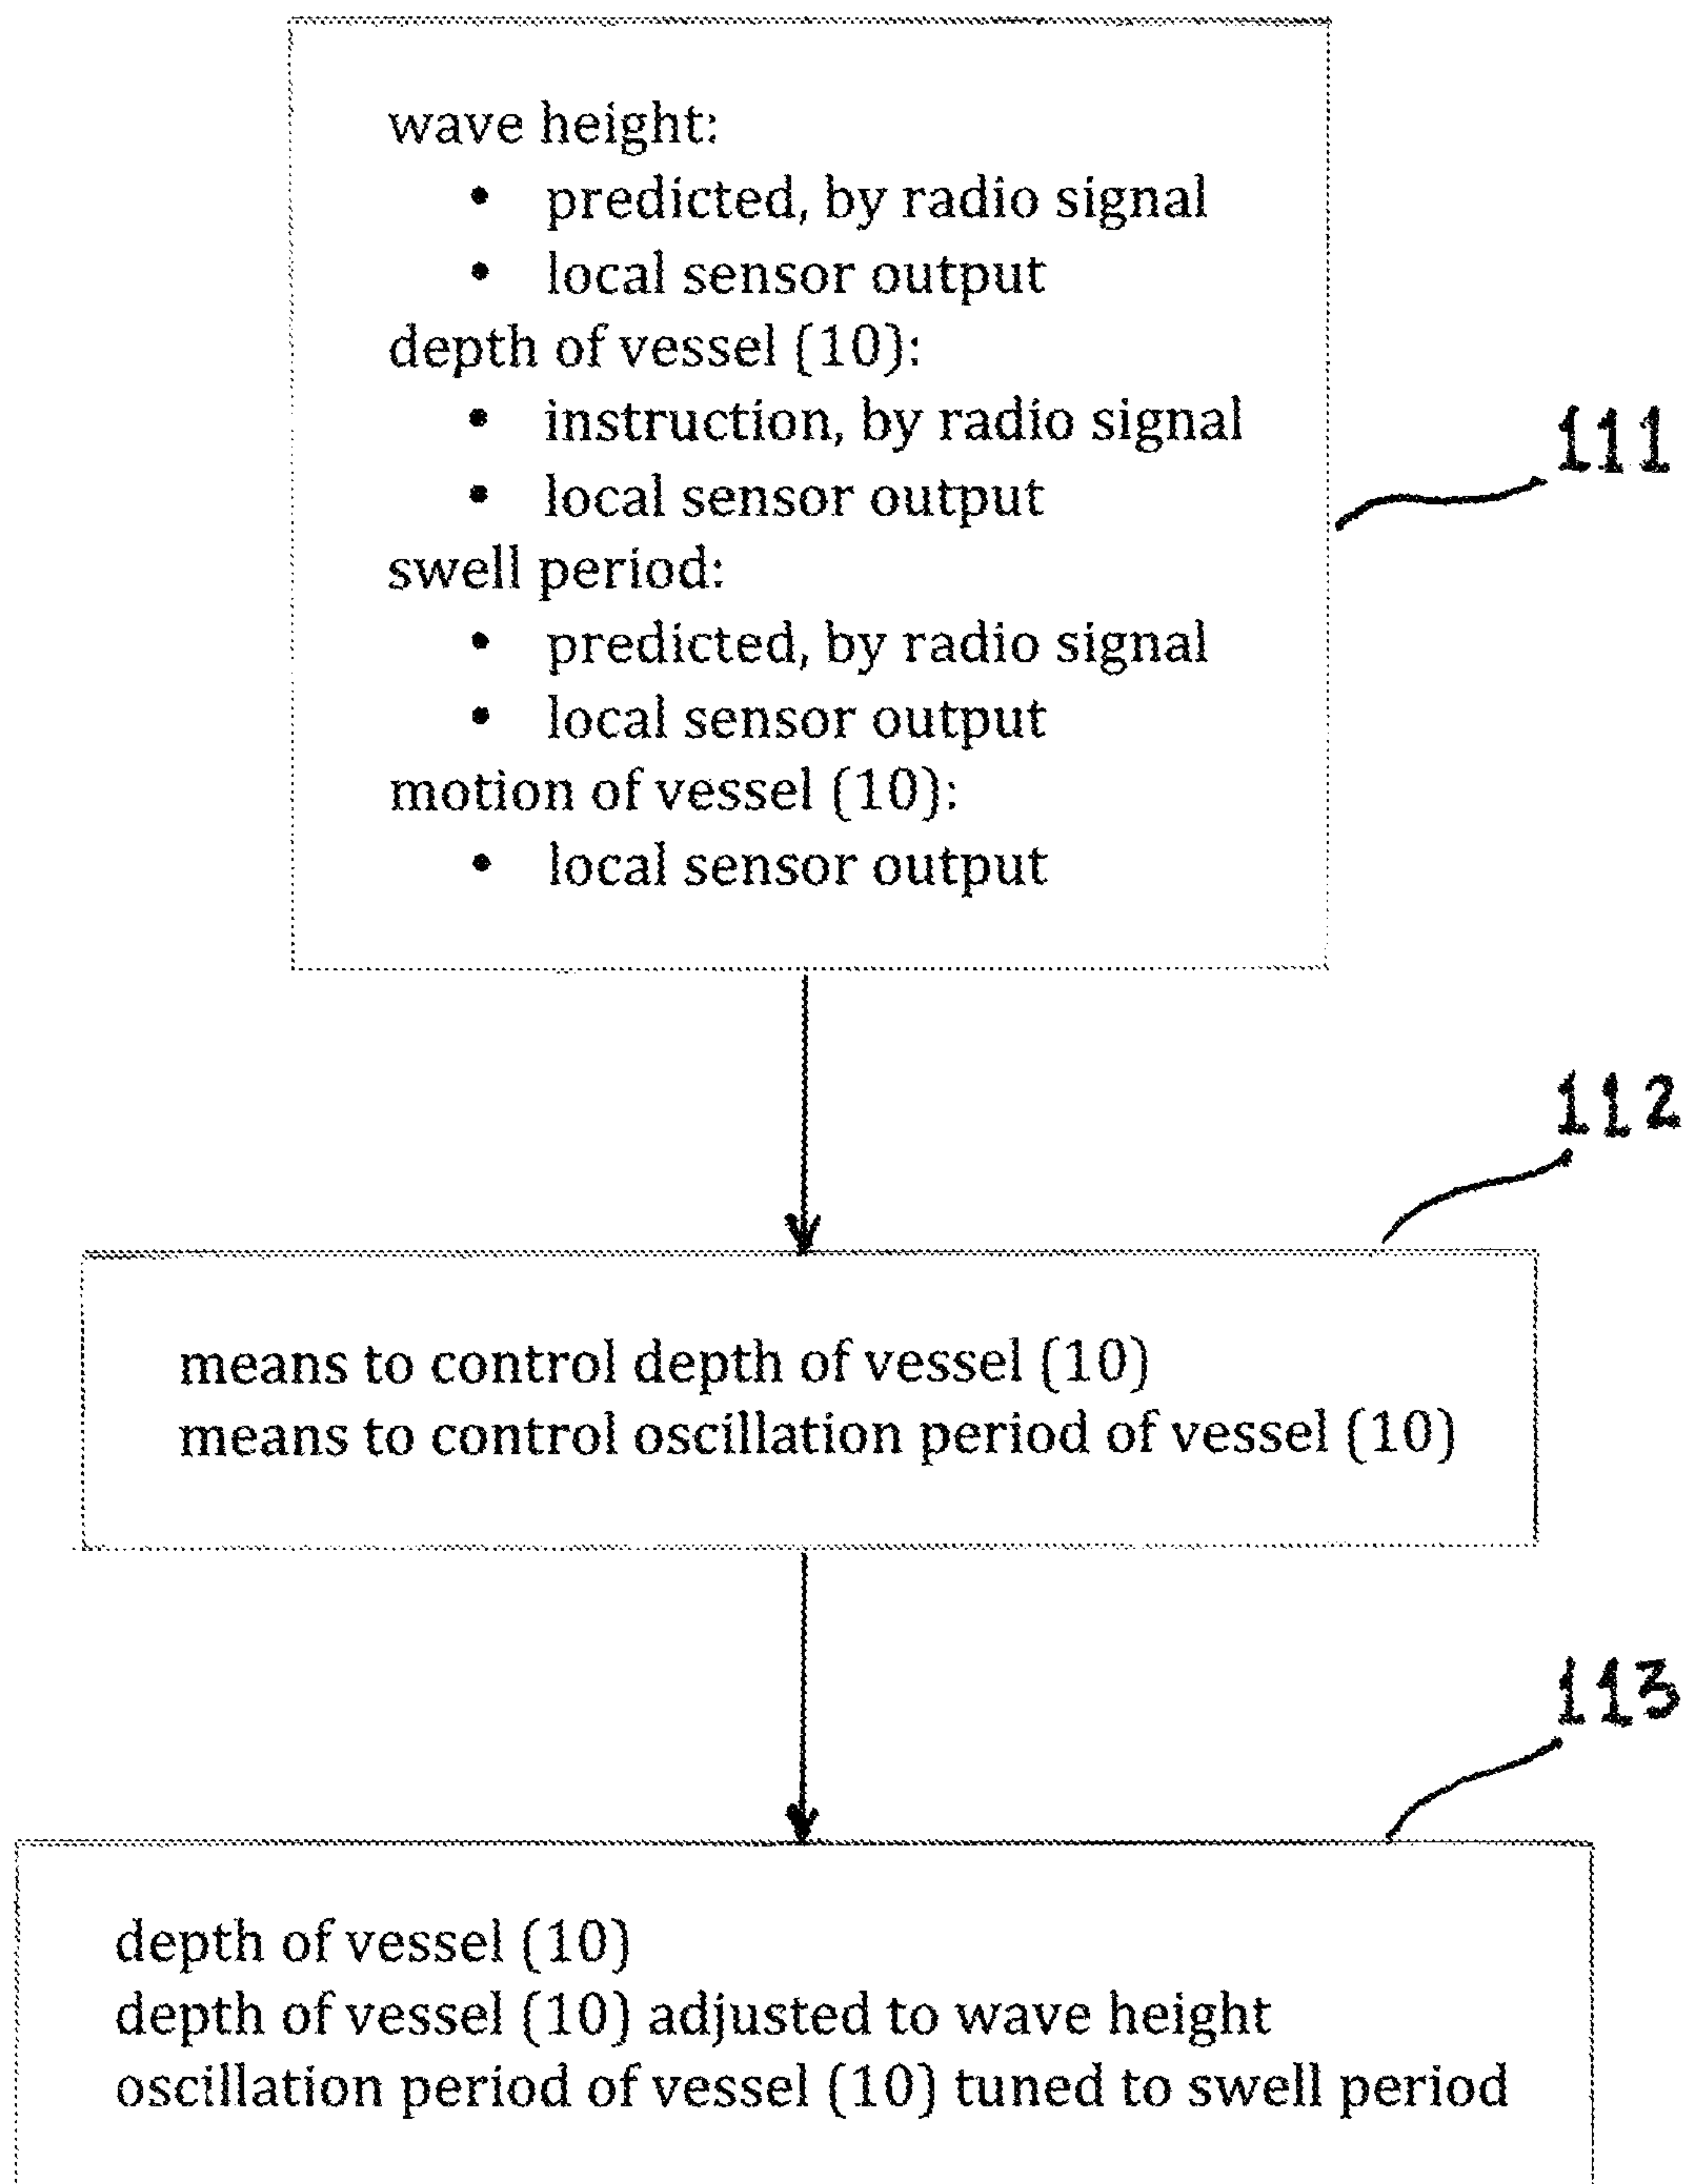 wave height:
• predicted, by radio signal
• local sensor output
depth of vessel (10):
• instruction, by radio signal
• local sensor output
swell period:
• predicted, by radio signal
• local sensor output
motion of vessel (10):
• local sensor output
111
112
means to control depth of vessel (10)
means to control oscillation period of vessel (10)
113
depth of vessel (10)
depth of vessel (10) adjusted to wave height
oscillation period of vessel (10) tuned to swell period